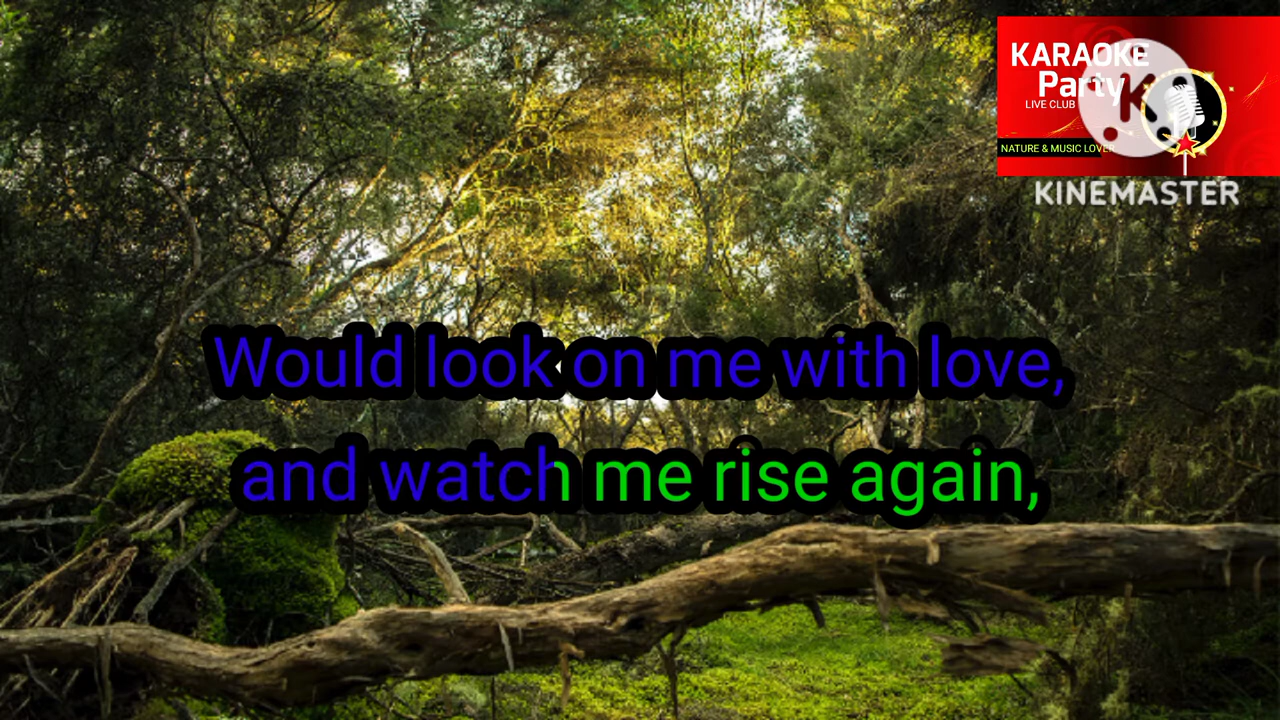 KARAOKE
Party
LIVE CLUB
NATURE & MUSIC LOVER
K
KINEMASTER
Would look on me with love,
and watch me rise again,